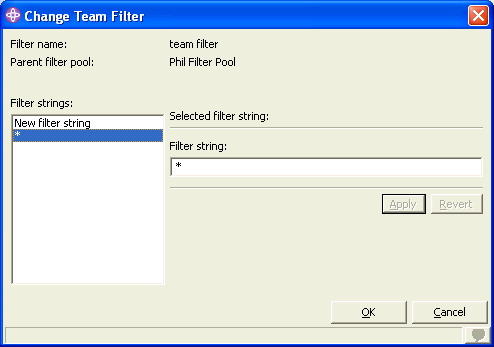 Change Team Filter
Filter name: team filter
Parent filter pool: Phil Filter Pool
Filter strings:
New filter string
*
Selected filter string:
Filter string:
*
Apply Revert
OK Cancel